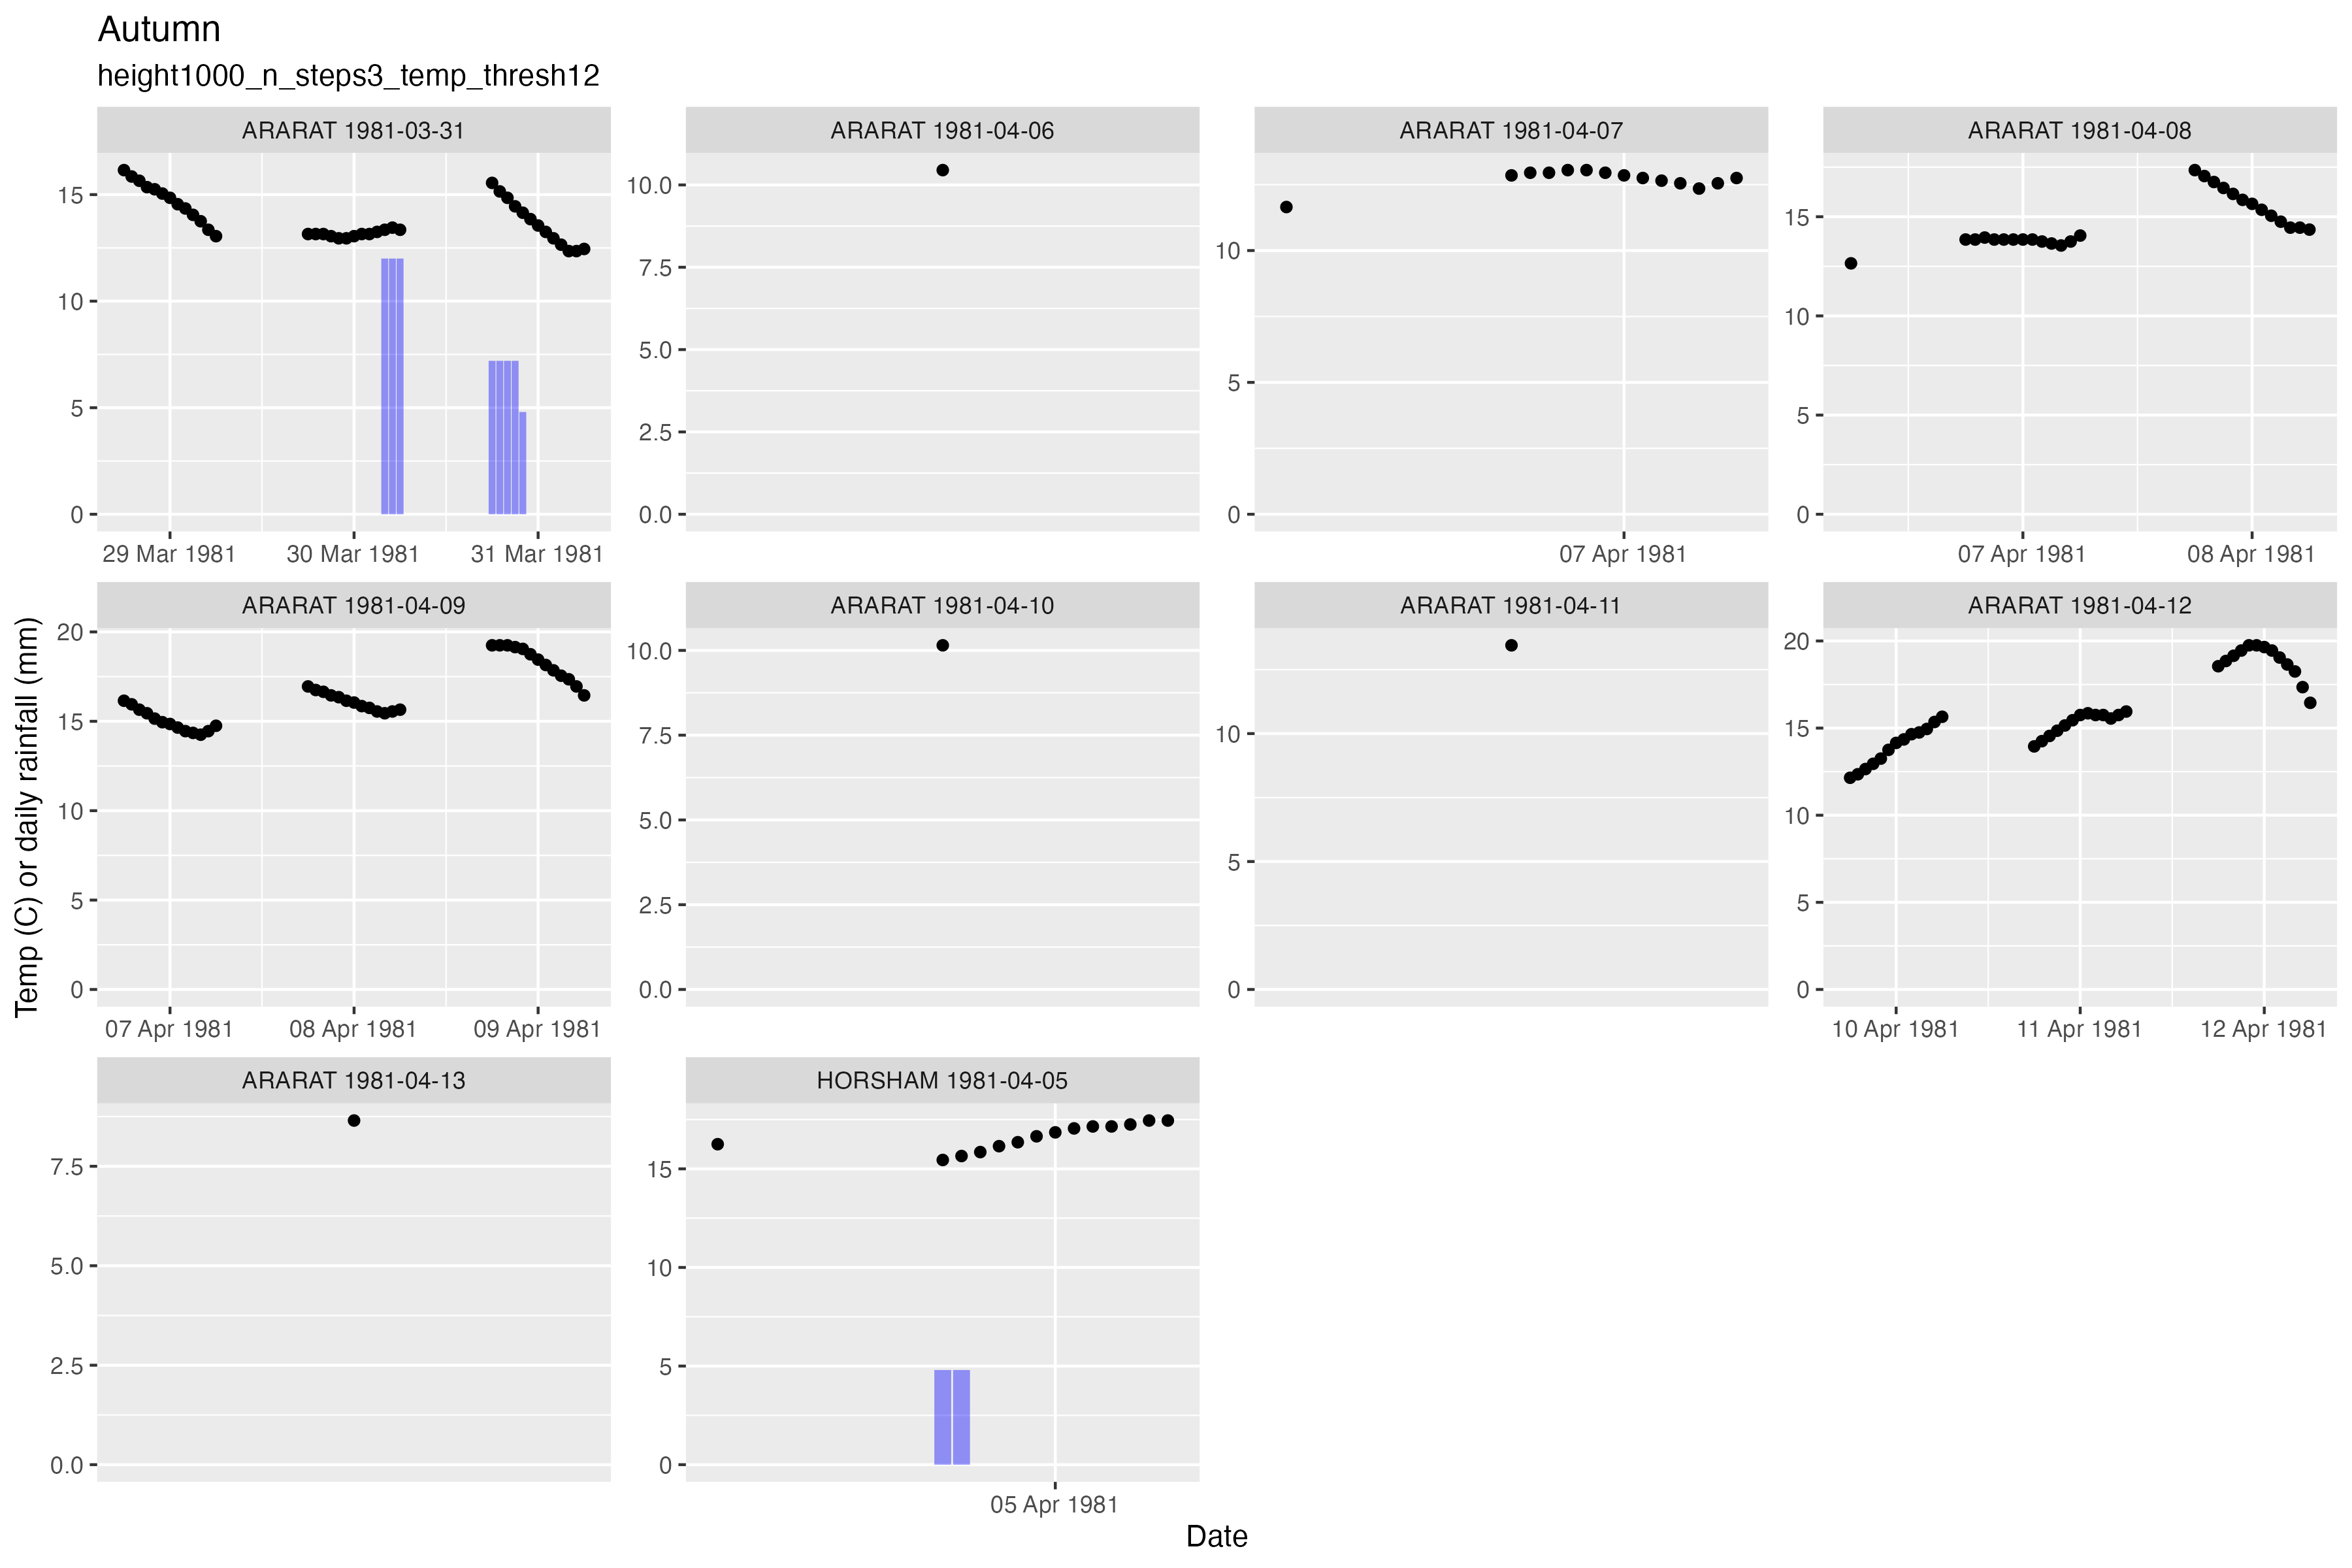 Autumn
height1000_n_steps3_temp_thresh12
ARARAT 1981-03-31
ARARAT 1981-04-06
ARARAT 1981-04-07
ARARAT 1981-04-08
15
10
5
0
10.0
7.5
5.0
2.5
0.0
10
5
0
15
10
5
0
29 Mar 1981
30 Mar 1981
31 Mar 1981
07 Apr 1981
07 Apr 1981
08 Apr 1981
Temp (C) or daily rainfall (mm)
ARARAT 1981-04-09
ARARAT 1981-04-10
ARARAT 1981-04-11
ARARAT 1981-04-12
20
15
10
5
0
10.0
7.5
5.0
2.5
0.0
10
5
0
20
15
10
5
0
07 Apr 1981
08 Apr 1981
09 Apr 1981
10 Apr 1981
11 Apr 1981
12 Apr 1981
ARARAT 1981-04-13
HORSHAM 1981-04-05
7.5
5.0
2.5
0.0
15
10
5
0
05 Apr 1981
Date